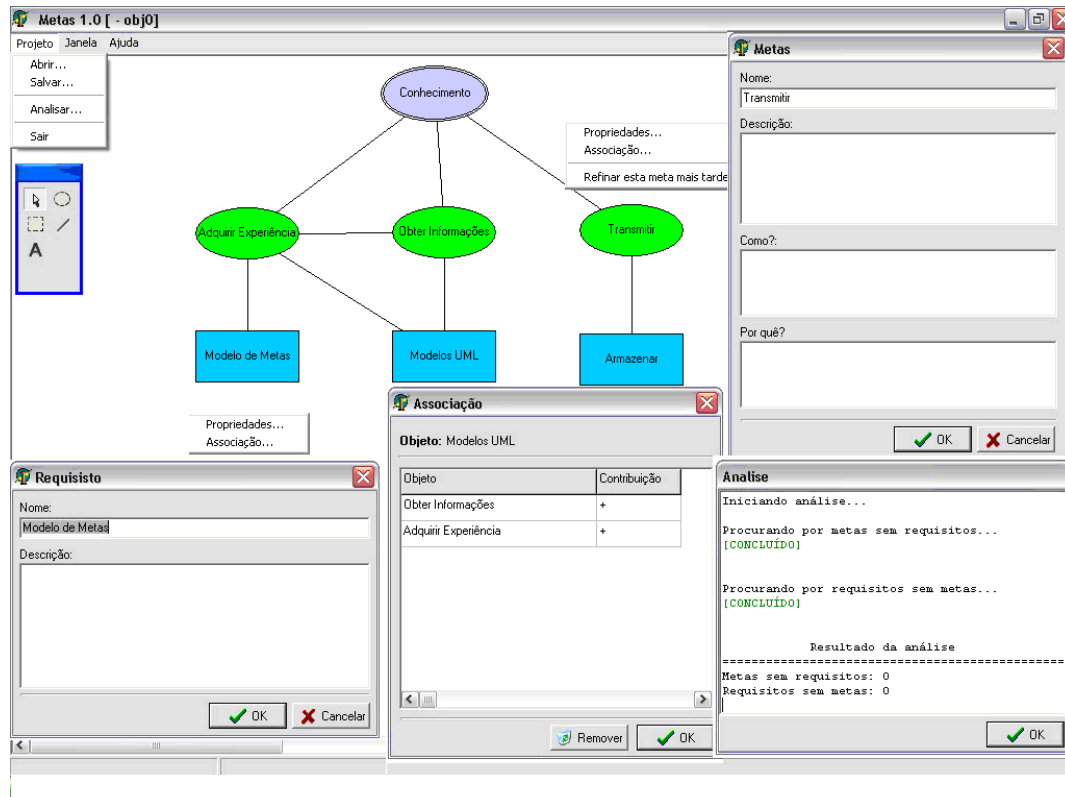 Metas 1.0 [ - obj0]
Projeto Janela Ajuda
Abrir...
Salvar...
Analisar...
Sair
A
Conhecimento
Propriedades...
Associação...
Refinar esta meta mais tarde
Adquirir Experiência
Obter Informações
Transmitir
Modelo de Metas
Modelos UML
Armazenar
Propriedades...
Associação...
Metas
Nome:
Transmitir
Descrição:
Como?:
Por quê?
OK Cancelar
Requisisto
Nome:
Modelo de Metas
Descrição:
OK Cancelar
Associação
Objeto: Modelos UML
Objeto Contribuição
Obter Informações +
Adquirir Experiência +
Remover OK
Analise
Iniciando análise...
Procurando por metas sem requisitos...
[CONCLUÍDO]
Procurando por requisitos sem metas...
[CONCLUÍDO]
Resultado da análise
================================================
Metas sem requisitos: 0
Requisitos sem metas: 0
OK